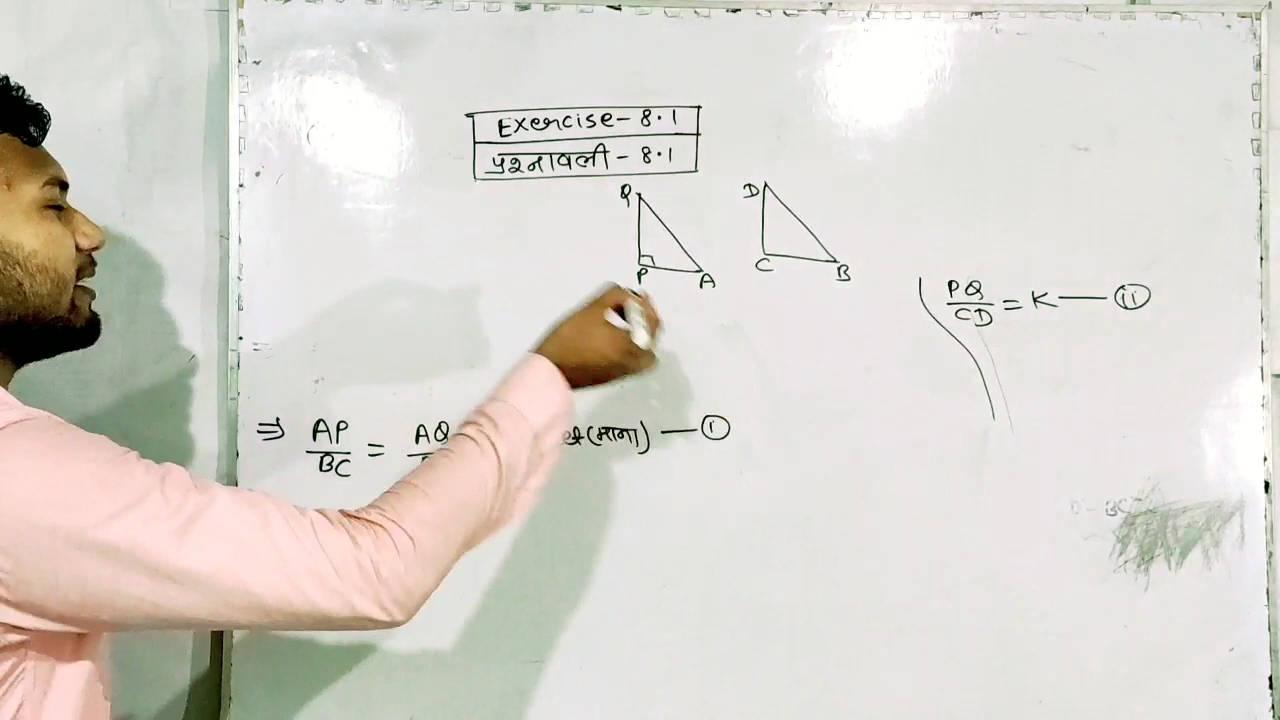 Exercise - 8.1
प्रश्नावली - 8.1
Q
P
A
D
C
B
PQ/CD = K — (ii)
⇒ AP/BC = AQ (माना) — (i)